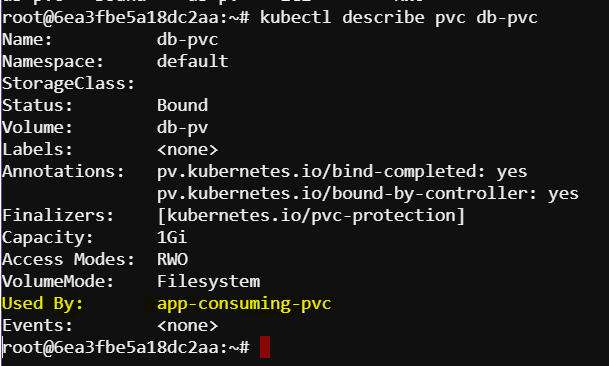 root@6ea3fbe5a18dc2aa:~# kubectl describe pvc db-pvc
Name: db-pvc
Namespace: default
StorageClass:
Status: Bound
Volume: db-pv
Labels: <none>
Annotations: pv.kubernetes.io/bind-completed: yes
pv.kubernetes.io/bound-by-controller: yes
Finalizers: [kubernetes.io/pvc-protection]
Capacity: 1Gi
Access Modes: RWO
VolumeMode: Filesystem
Used By: app-consuming-pvc
Events: <none>
root@6ea3fbe5a18dc2aa:~#